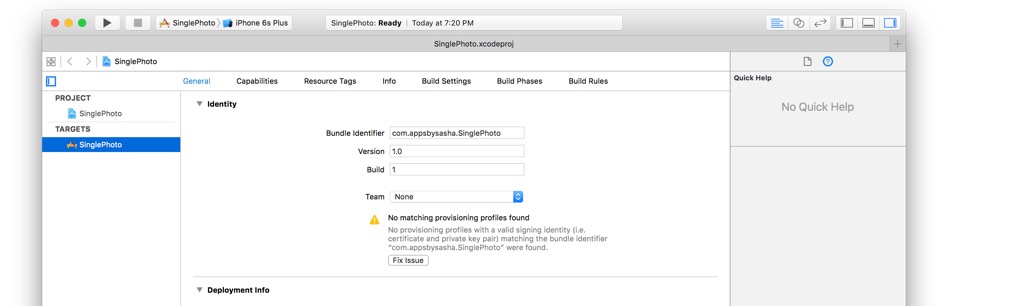 SinglePhoto iPhone 6s Plus SinglePhoto: Ready Today at 7:20 PM
SinglePhoto.xcodeproj
SinglePhoto
General Capabilities Resource Tags Info Build Settings Build Phases Build Rules
Quick Help
No Quick Help
PROJECT
SinglePhoto
TARGETS
SinglePhoto
Identity
Bundle Identifier com.appsbysasha.SinglePhoto
Version 1.0
Build 1
Team None
No matching provisioning profiles found
No provisioning profiles with a valid signing identity (i.e.
certificate and private key pair) matching the bundle identifier
“com.appsbysasha.SinglePhoto” were found.
Fix Issue
Deployment Info